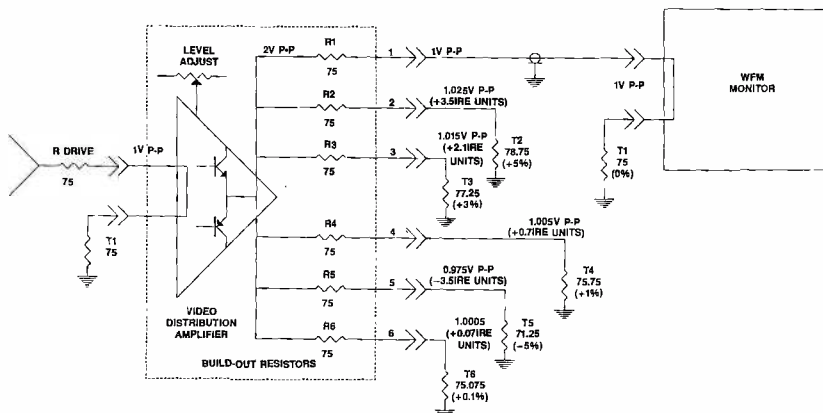 LEVEL
ADJUST
2V P-P
R1
75
1
1V P-P
1V P-P
WFM
MONITOR
R2
75
2
1.025V P-P
(+3.5IRE UNITS)
T2
78.75
(+5%)
R DRIVE
75
1V P-P
R3
75
3
1.015V P-P
(+2.1IRE
UNITS)
T3
77.25
(+3%)
T1
75
(0%)
T1
75
R4
75
4
1.005V P-P
(+0.7IRE UNITS)
T4
75.75
(+1%)
R5
75
5
0.975V P-P
(-3.5IRE UNITS)
T5
71.25
(-5%)
VIDEO
DISTRIBUTION
AMPLIFIER
R6
75
6
1.0005
(+0.07IRE
UNITS)
T6
75.075
(+0.1%)
BUILD-OUT RESISTORS